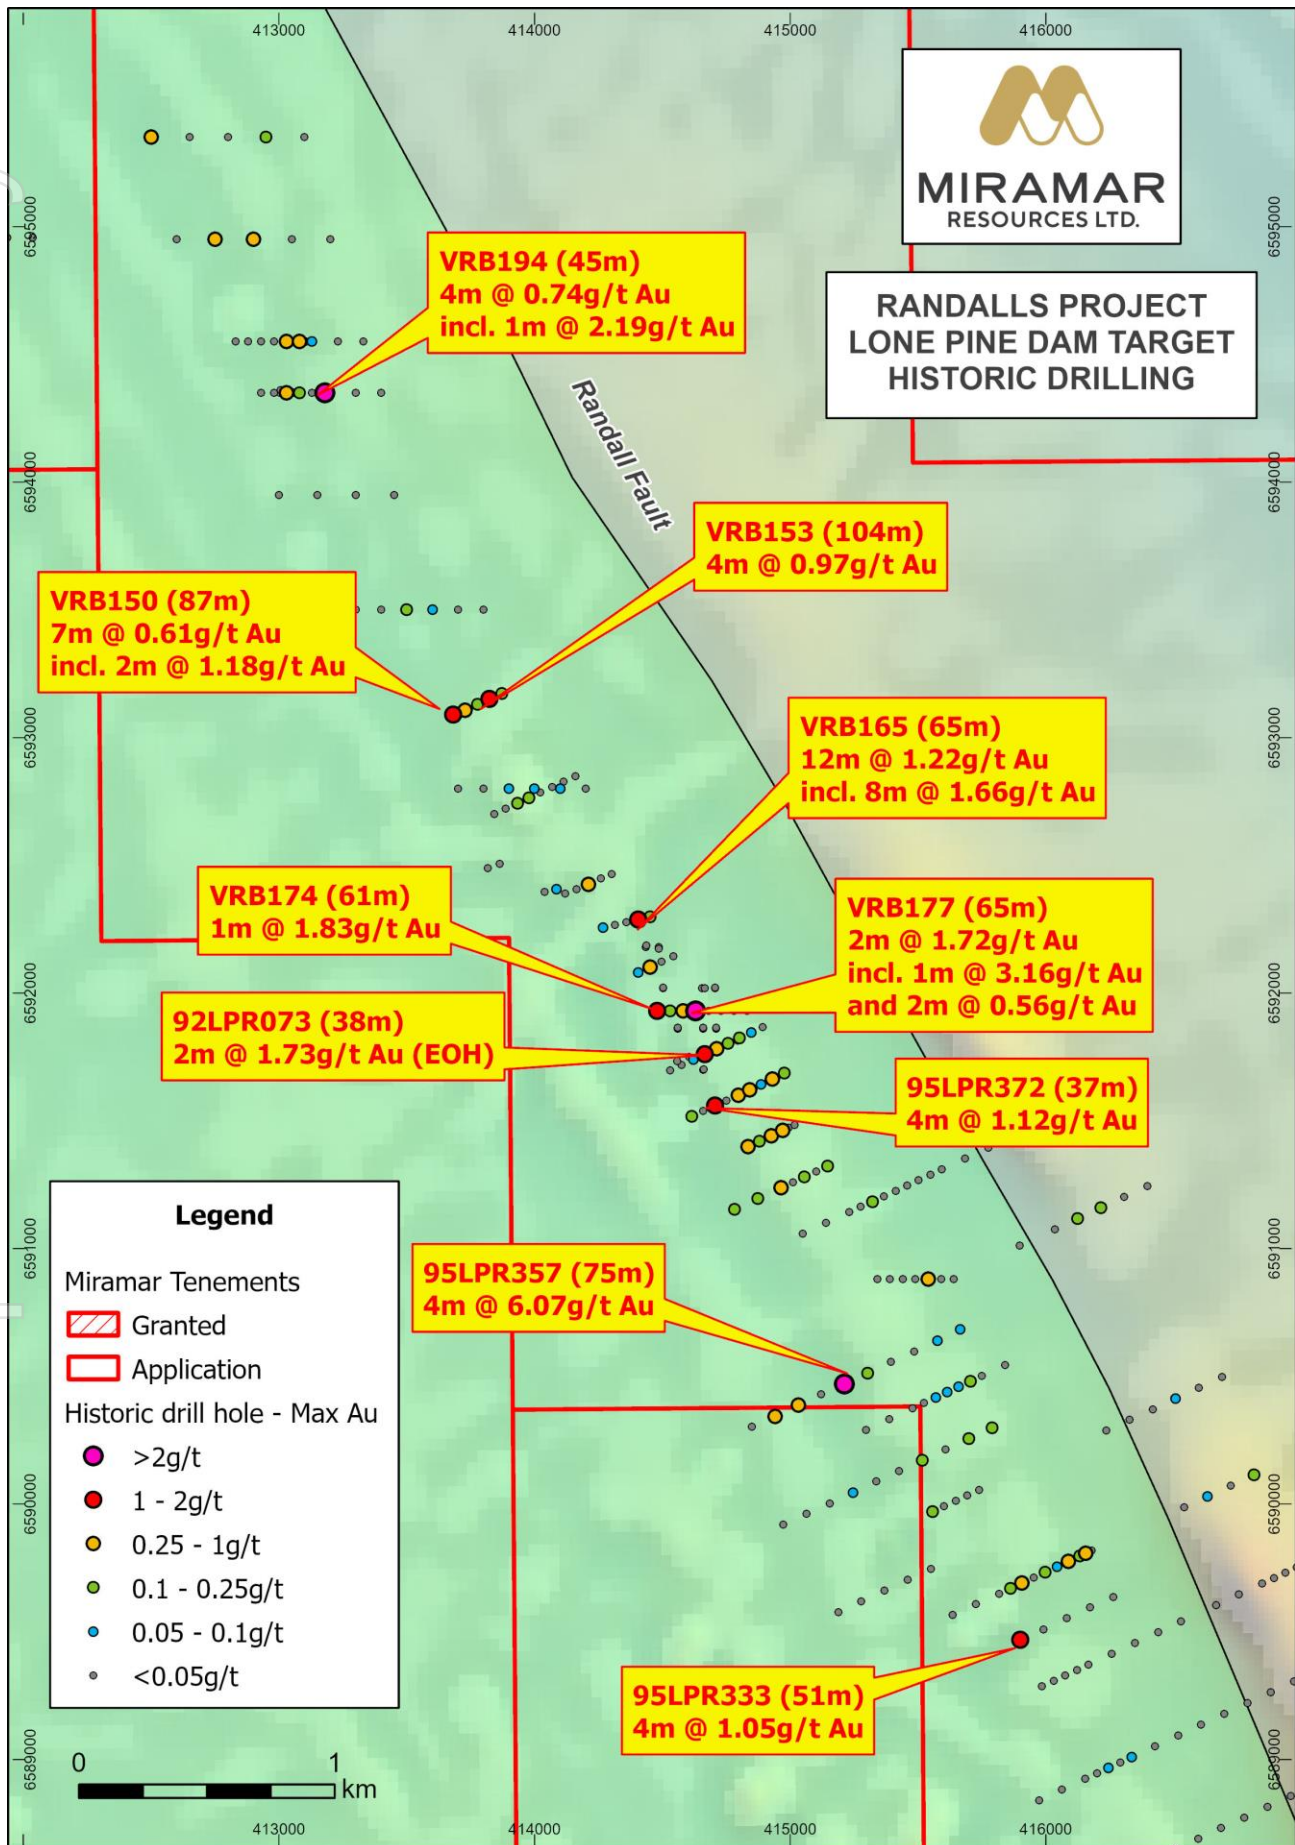 413000
414000
415000
416000
MIRAMAR
RESOURCES LTD.
6595000
6595000
RANDALLS PROJECT
LONE PINE DAM TARGET
HISTORIC DRILLING
VRB194 (45m)
4m @ 0.74g/t Au
incl. 1m @ 2.19g/t Au
Randall Fault
6594000
6594000
VRB153 (104m)
4m @ 0.97g/t Au
VRB150 (87m)
7m @ 0.61g/t Au
incl. 2m @ 1.18g/t Au
6593000
6593000
VRB165 (65m)
12m @ 1.22g/t Au
incl. 8m @ 1.66g/t Au
VRB174 (61m)
1m @ 1.83g/t Au
VRB177 (65m)
2m @ 1.72g/t Au
incl. 1m @ 3.16g/t Au
and 2m @ 0.56g/t Au
6592000
6592000
92LPR073 (38m)
2m @ 1.73g/t Au (EOH)
95LPR372 (37m)
4m @ 1.12g/t Au
6591000
6591000
95LPR357 (75m)
4m @ 6.07g/t Au
Legend
Miramar Tenements
Granted
Application
Historic drill hole - Max Au
>2g/t
1 - 2g/t
0.25 - 1g/t
0.1 - 0.25g/t
0.05 - 0.1g/t
<0.05g/t
6590000
6590000
95LPR333 (51m)
4m @ 1.05g/t Au
6589000
6589000
0 1
km
413000
414000
415000
416000